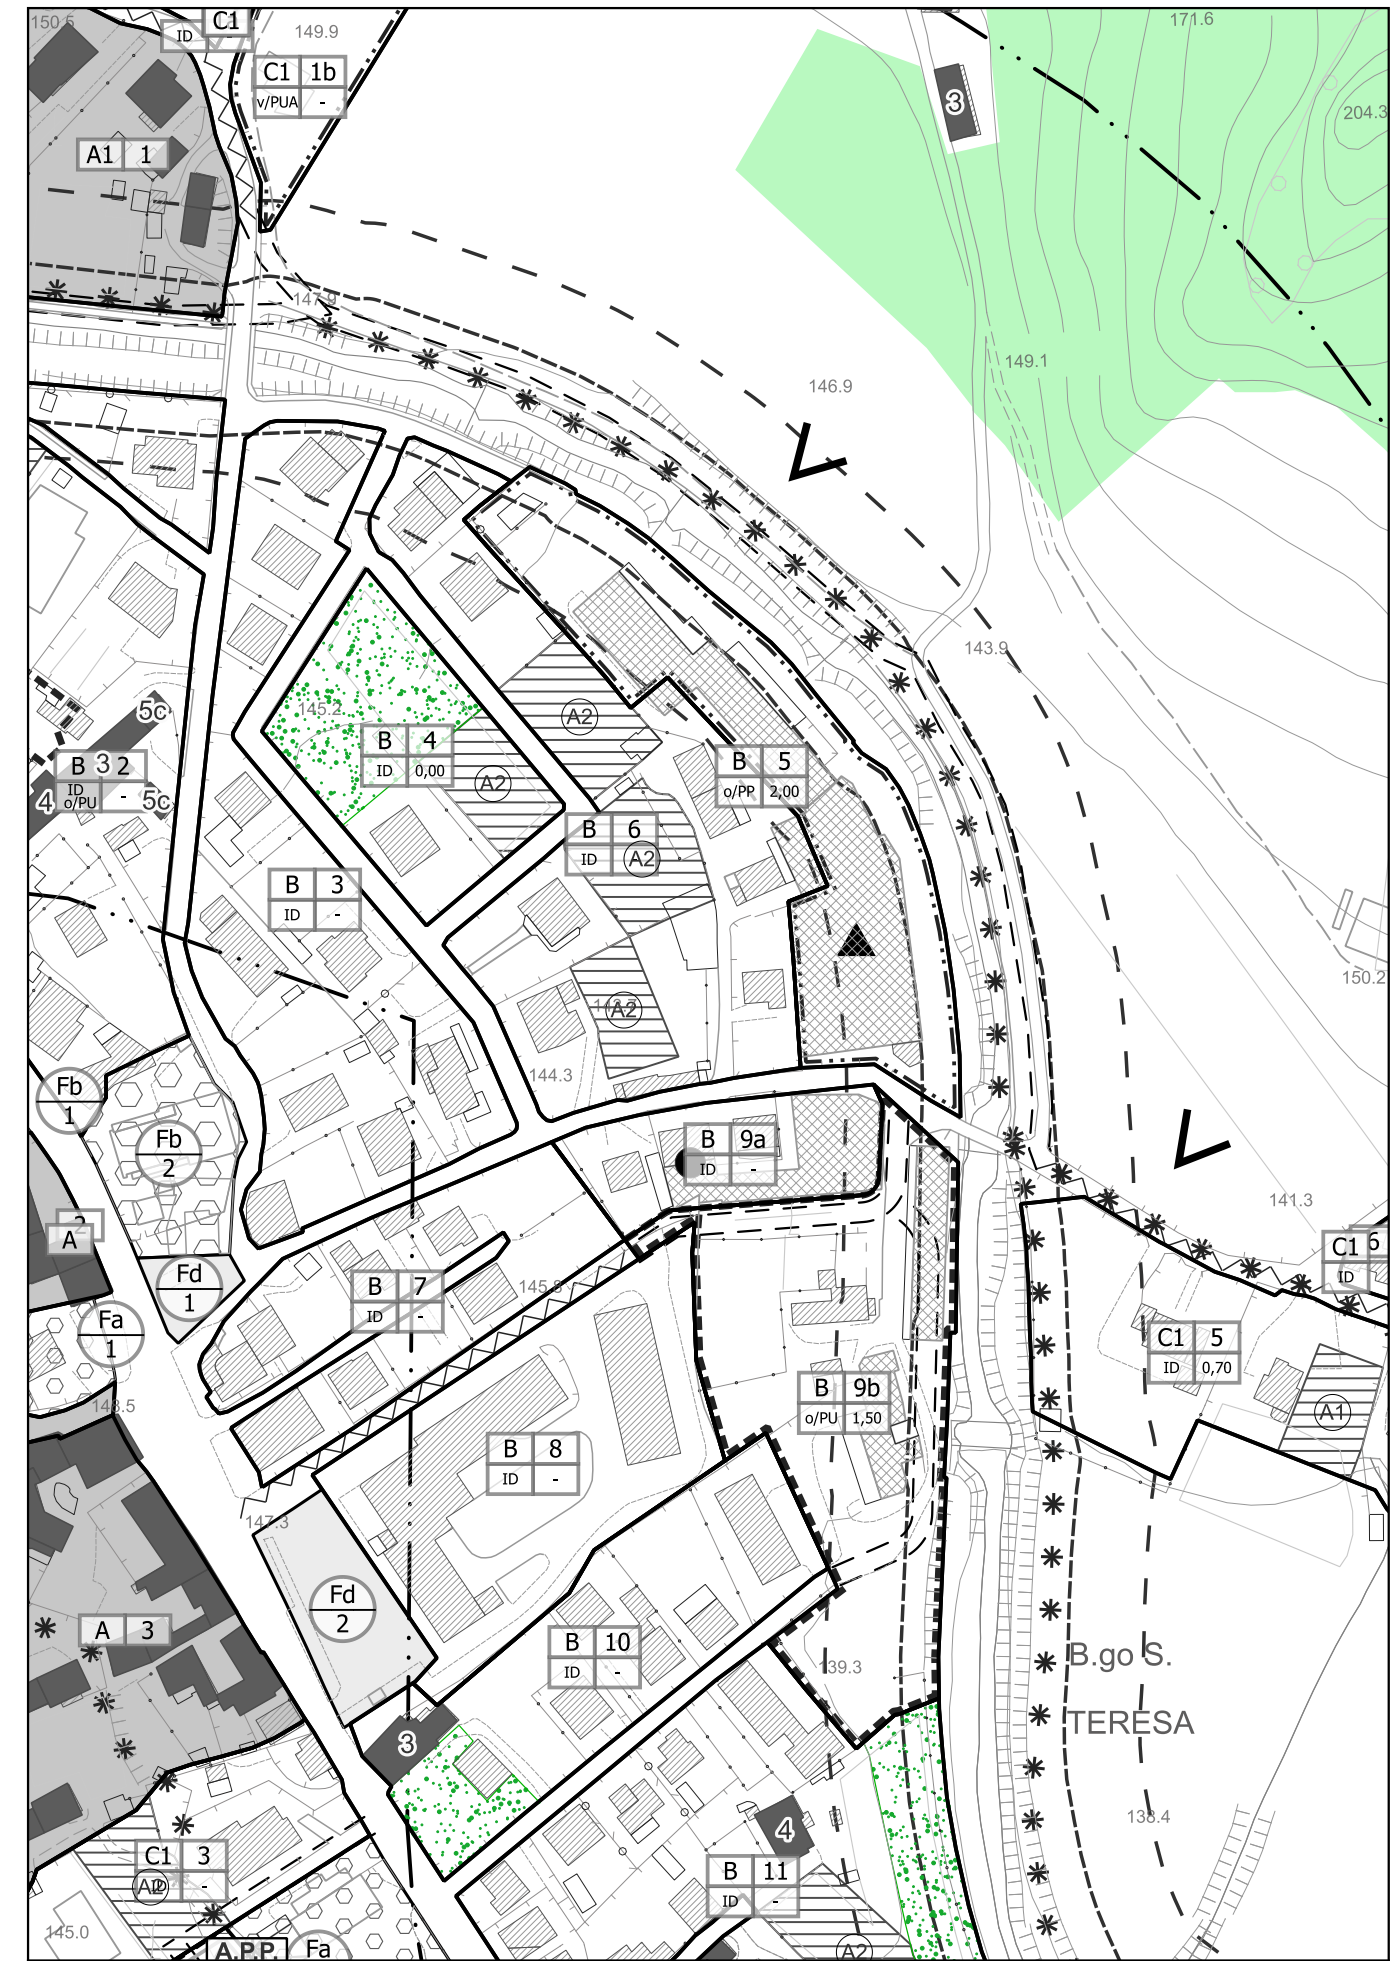 150.5
C1
ID
149.9
C1 1b
v/PUA -
171.6
204.3
3
A1 1
147.9
149.1
146.9
143.9
145.2
5c
B 4
ID 0,00
A2
A2
B 5
o/PP 2,00
B 3 2
ID
o/PU -
4
5c
B 6
ID A2
B 3
ID -
150.2
A2
144.3
Fb
1
Fb
2
B 9a
ID -
141.3
A
C1 6
ID
Fd
1
B 7
ID -
145.8
Fa
1
C1 5
ID 0,70
B 9b
o/PU 1,50
A1
B 8
ID -
147.3
Fd
2
A 3
B 10
ID -
139.3
B.go S.
TERESA
3
138.4
4
C1 3
A2 ID -
B 11
ID -
145.0
A.P.P.
Fa
A2